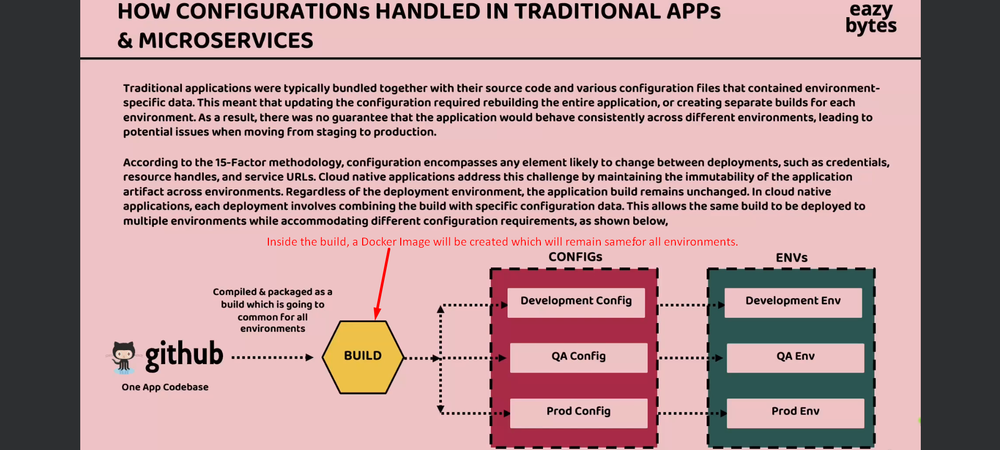 HOW CONFIGURATIONs HANDLED IN TRADITIONAL APPs
& MICROSERVICES
eazy
bytes
Traditional applications were typically bundled together with their source code and various configuration files that contained environment-
specific data. This meant that updating the configuration required rebuilding the entire application, or creating separate builds for each
environment. As a result, there was no guarantee that the application would behave consistently across different environments, leading to
potential issues when moving from staging to production.
According to the 15-Factor methodology, configuration encompasses any element likely to change between deployments, such as credentials,
resource handles, and service URLs. Cloud native applications address this challenge by maintaining the immutability of the application
artifact across environments. Regardless of the deployment environment, the application build remains unchanged. In cloud native
applications, each deployment involves combining the build with specific configuration data. This allows the same build to be deployed to
multiple environments while accommodating different configuration requirements, as shown below,
Inside the build, a Docker Image will be created which will remain same for all environments.
CONFIGs
ENVs
Compiled & packaged as a
build which is going to
common for all
environments
github
One App Codebase
BUILD
Development Config
QA Config
Prod Config
Development Env
QA Env
Prod Env